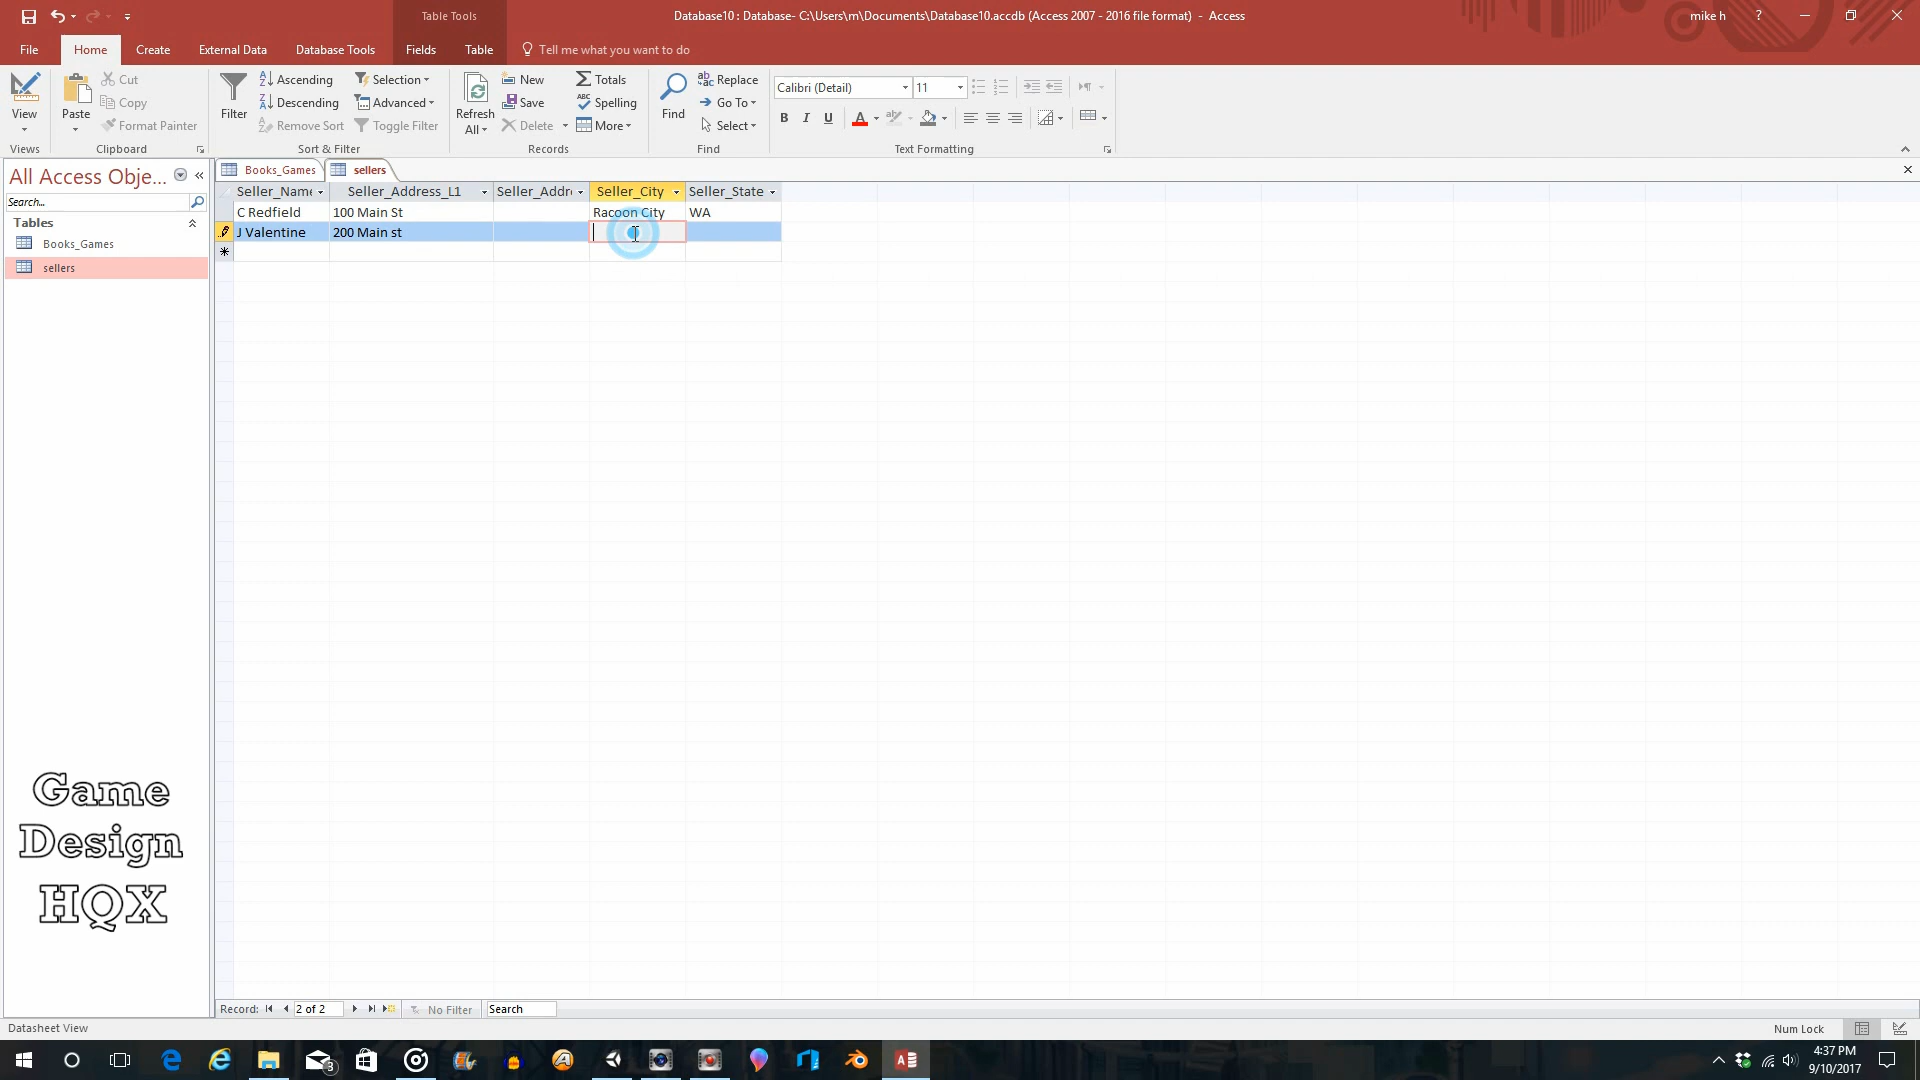 Table Tools
Database10 : Database- C:\Users\m\Documents\Database10.accdb (Access 2007 - 2016 file format) - Access
mike h
?
File
Home
Create
External Data
Database Tools
Fields
Table
Tell me what you want to do
View
Paste
Cut
Copy
Format Painter
Filter
Ascending
Descending
Remove Sort
Selection
Advanced
Toggle Filter
Refresh
All
New
Save
Delete
Totals
Spelling
More
Find
Replace
Go To
Select
Calibri (Detail)
11
B I U
Views
Clipboard
Sort & Filter
Records
Find
Text Formatting
All Access Obje...
Search...
Tables
Books_Games
sellers
Books_Games
sellers
Seller_Name
Seller_Address_L1
Seller_Addre
Seller_City
Seller_State
C Redfield
100 Main St
Racoon City
WA
J Valentine
200 Main st
Game
Design
HQX
Record:
2 of 2
No Filter
Search
Datasheet View
Num Lock
3
4:37 PM
9/10/2017